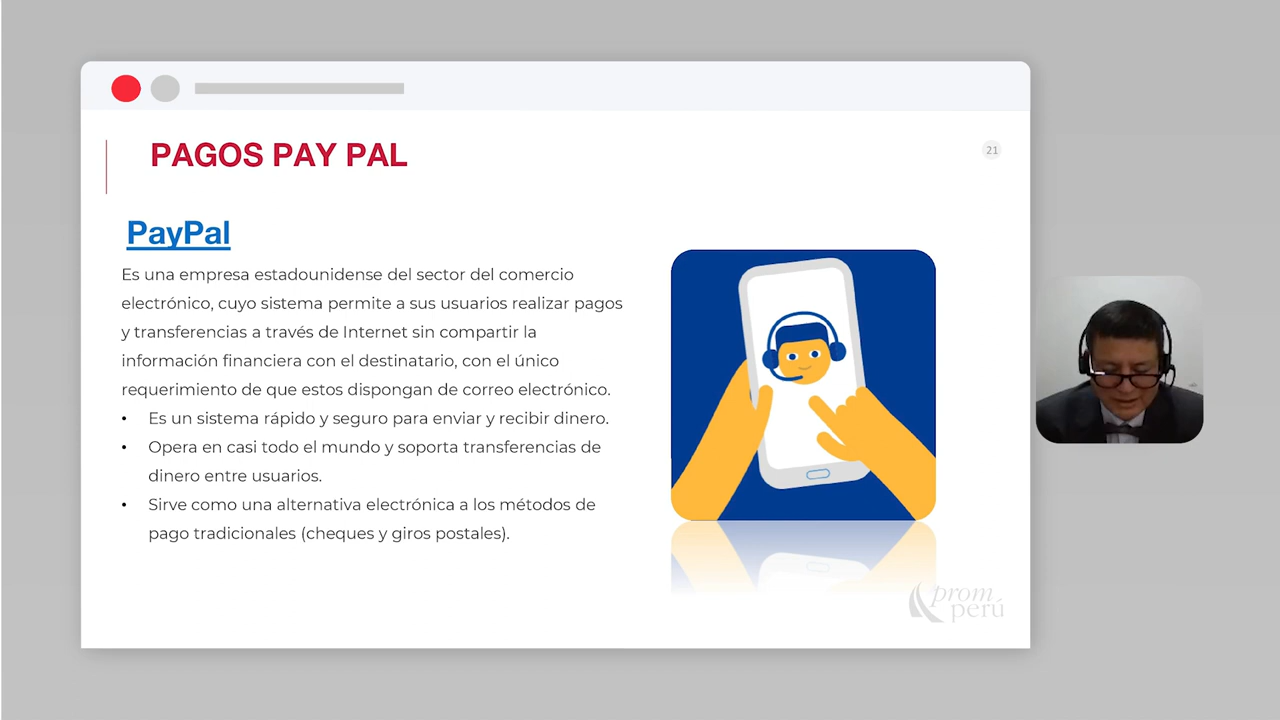 PAGOS PAY PAL
21
PayPal
Es una empresa estadounidense del sector del comercio
electrónico, cuyo sistema permite a sus usuarios realizar pagos
y transferencias a través de Internet sin compartir la
información financiera con el destinatario, con el único
requerimiento de que estos dispongan de correo electrónico.
• Es un sistema rápido y seguro para enviar y recibir dinero.
• Opera en casi todo el mundo y soporta transferencias de
dinero entre usuarios.
• Sirve como una alternativa electrónica a los métodos de
pago tradicionales (cheques y giros postales).
prom
perú